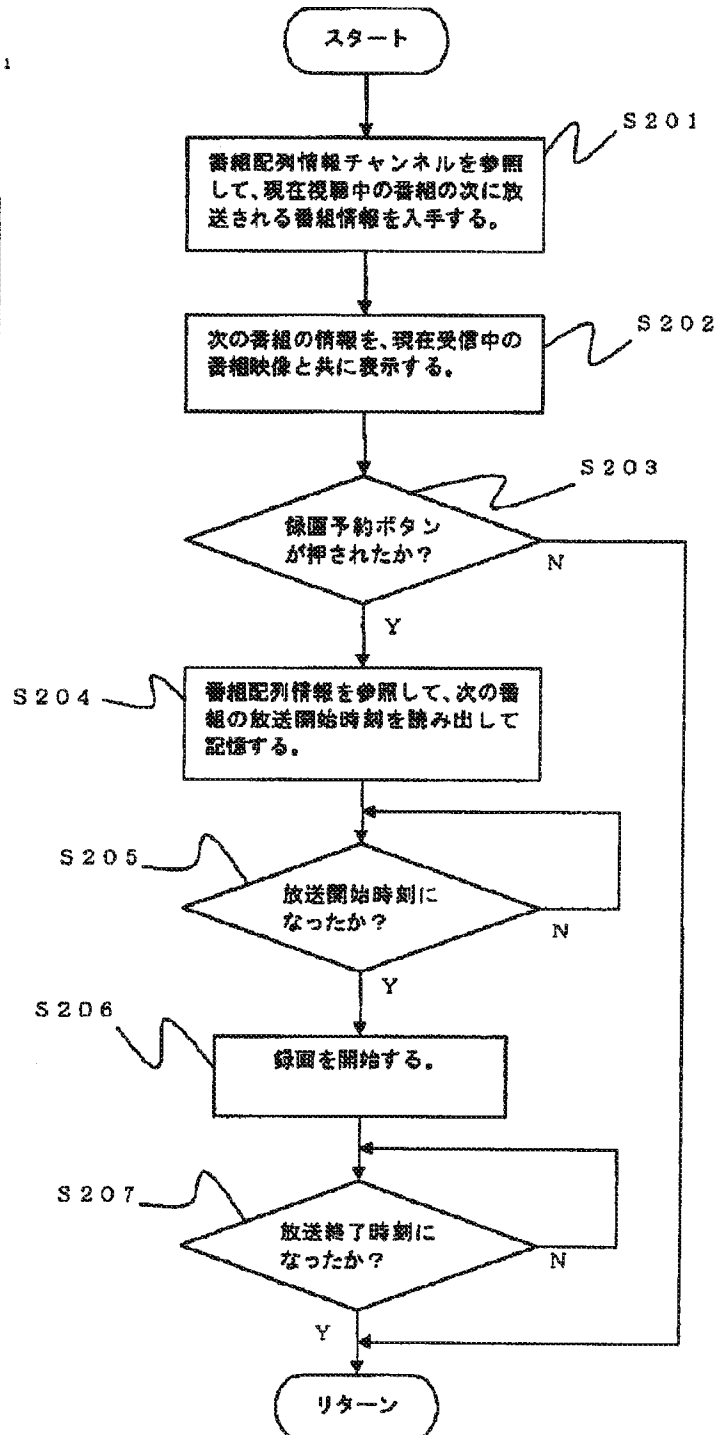 スタート
1
S201
番組配列情報チャンネルを参照
して、現在視聴中の番組の次に放
送される番組情報を入手する。
S202
次の番組の情報を、現在受信中の
番組映像と共に表示する。
S203
録画予約ボタン
が押されたか?
N
Y
S204
番組配列情報を参照して、次の番
組の放送開始時刻を読み出して
記憶する。
S205
放送開始時刻に
なったか?
N
Y
S206
録画を開始する。
S207
放送終了時刻に
なったか?
N
Y
リターン